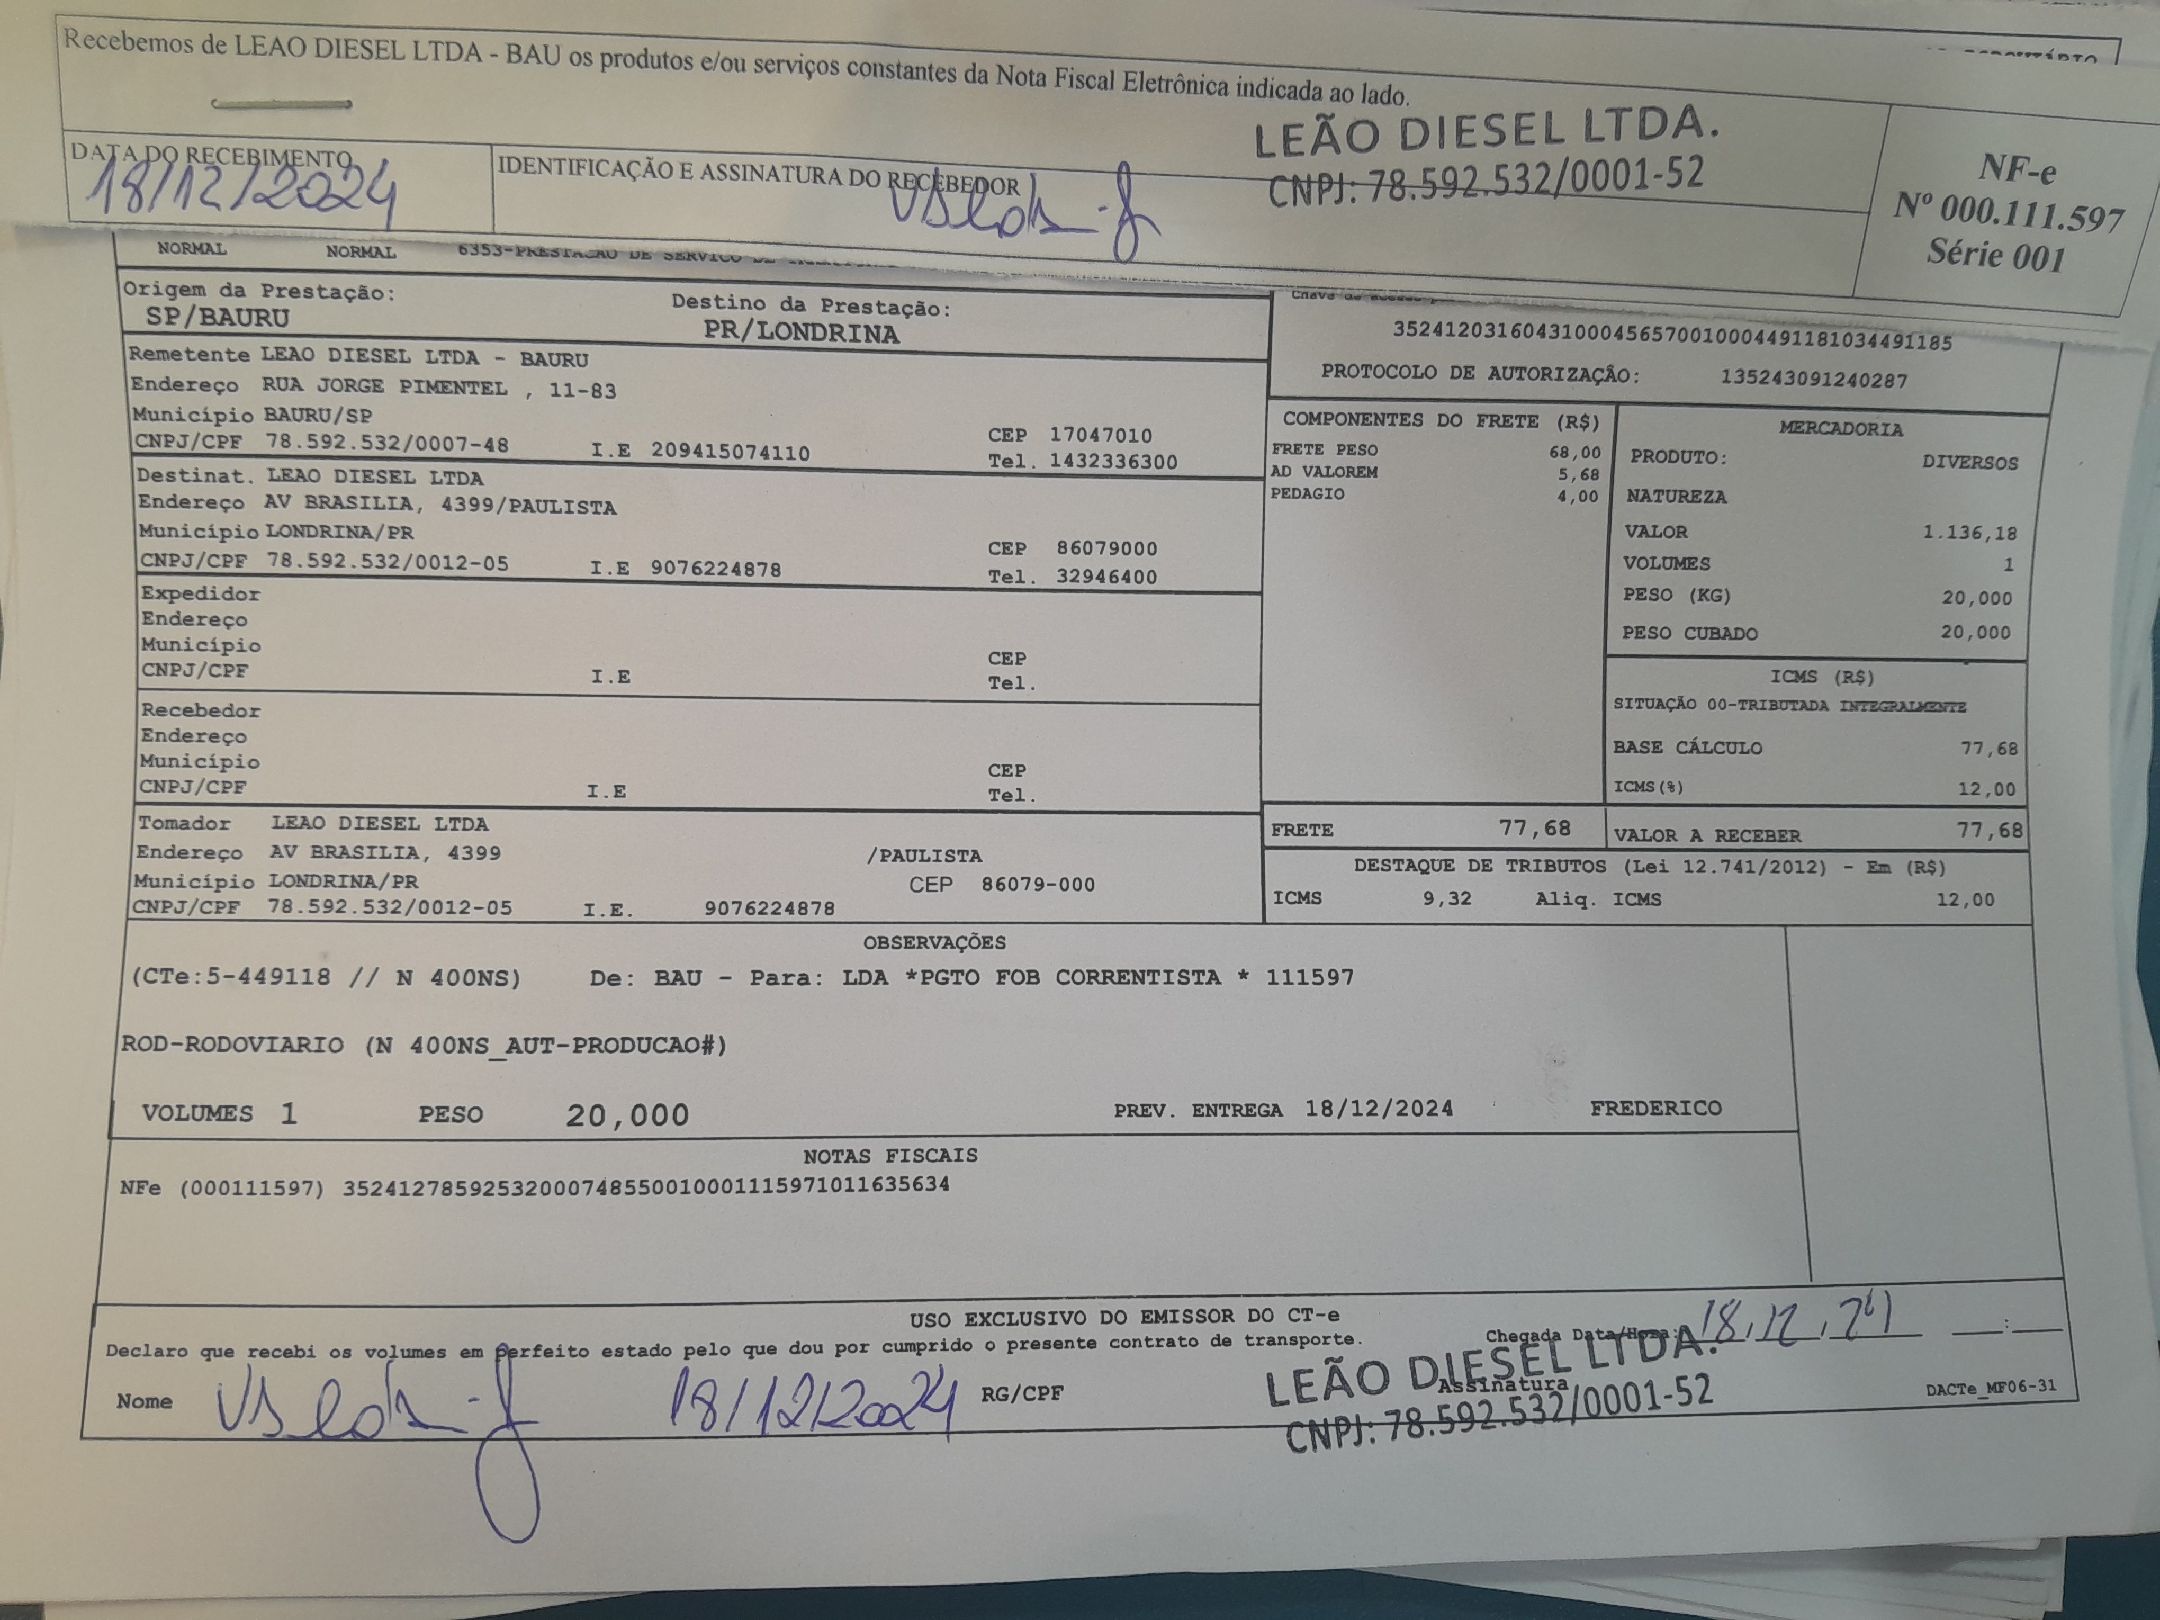 Recebemos de LEAO DIESEL LTDA - BAU os produtos e/ou serviços constantes da Nota Fiscal Eletrônica indicada ao lado.
LEÃO DIESEL LTDA.
CNPJ: 78.592.532/0001-52
DATA DO RECEBIMENTO
18/12/2024
IDENTIFICAÇÃO E ASSINATURA DO RECEBEDOR
NF-e
Nº 000.111.597
Série 001
NORMAL NORMAL 6353-PRESTACAO DE SERVICO DE
Origem da Prestação: Destino da Prestação:
SP/BAURU PR/LONDRINA
Remetente LEAO DIESEL LTDA - BAURU
Endereço RUA JORGE PIMENTEL , 11-83
Município BAURU/SP CEP 17047010
CNPJ/CPF 78.592.532/0007-48 I.E 209415074110 Tel. 1432336300
Destinat. LEAO DIESEL LTDA
Endereço AV BRASILIA, 4399/PAULISTA
Município LONDRINA/PR CEP 86079000
CNPJ/CPF 78.592.532/0012-05 I.E 9076224878 Tel. 32946400
Expedidor
Endereço
Município CEP
CNPJ/CPF I.E Tel.
Recebedor
Endereço
Município CEP
CNPJ/CPF I.E Tel.
Tomador LEAO DIESEL LTDA
Endereço AV BRASILIA, 4399 /PAULISTA
Município LONDRINA/PR CEP 86079-000
CNPJ/CPF 78.592.532/0012-05 I.E. 9076224878
35241203160431000456570010004491181034491185
PROTOCOLO DE AUTORIZAÇÃO: 135243091240287
COMPONENTES DO FRETE (R$)
FRETE PESO 68,00
AD VALOREM 5,68
PEDAGIO 4,00
MERCADORIA
PRODUTO: DIVERSOS
NATUREZA
VALOR 1.136,18
VOLUMES 1
PESO (KG) 20,000
PESO CUBADO 20,000
ICMS (R$)
SITUAÇÃO 00-TRIBUTADA INTEGRALMENTE
BASE CÁLCULO 77,68
ICMS(%) 12,00
FRETE 77,68 VALOR A RECEBER 77,68
DESTAQUE DE TRIBUTOS (Lei 12.741/2012) - Em (R$)
ICMS 9,32 Aliq. ICMS 12,00
OBSERVAÇÕES
(CTe:5-449118 // N 400NS) De: BAU - Para: LDA *PGTO FOB CORRENTISTA * 111597
ROD-RODOVIARIO (N 400NS_AUT-PRODUCAO#)
VOLUMES 1 PESO 20,000 PREV. ENTREGA 18/12/2024 FREDERICO
NOTAS FISCAIS
NFe (000111597) 35241278592532000748550010001115971011635634
USO EXCLUSIVO DO EMISSOR DO CT-e
Declaro que recebi os volumes em perfeito estado pelo que dou por cumprido o presente contrato de transporte. Chegada Data/Hora: 18.12.24 __:__
Nome 18/12/2024 RG/CPF Assinatura DACTe_MF06-31
LEÃO DIESEL LTDA.
CNPJ: 78.592.532/0001-52